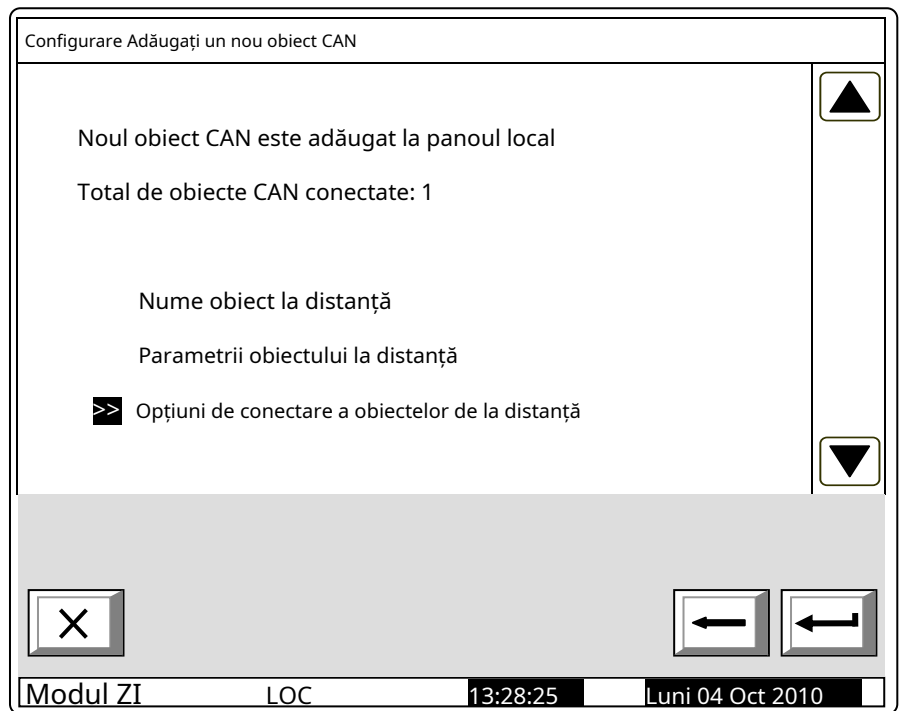 Configurare Adăugați un nou obiect CAN
Noul obiect CAN este adăugat la panoul local
Total de obiecte CAN conectate: 1
Nume obiect la distanță
Parametrii obiectului la distanță
>> Opțiuni de conectare a obiectelor de la distanță
Modul ZI LOC 13:28:25 Luni 04 Oct 2010